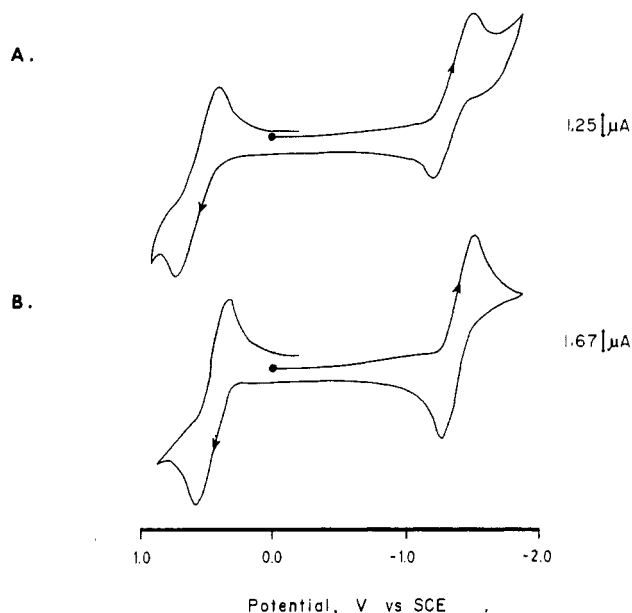 A.
1.25 μA
B.
1.67 μA
1.0 0.0 -1.0 -2.0
Potential, V vs SCE